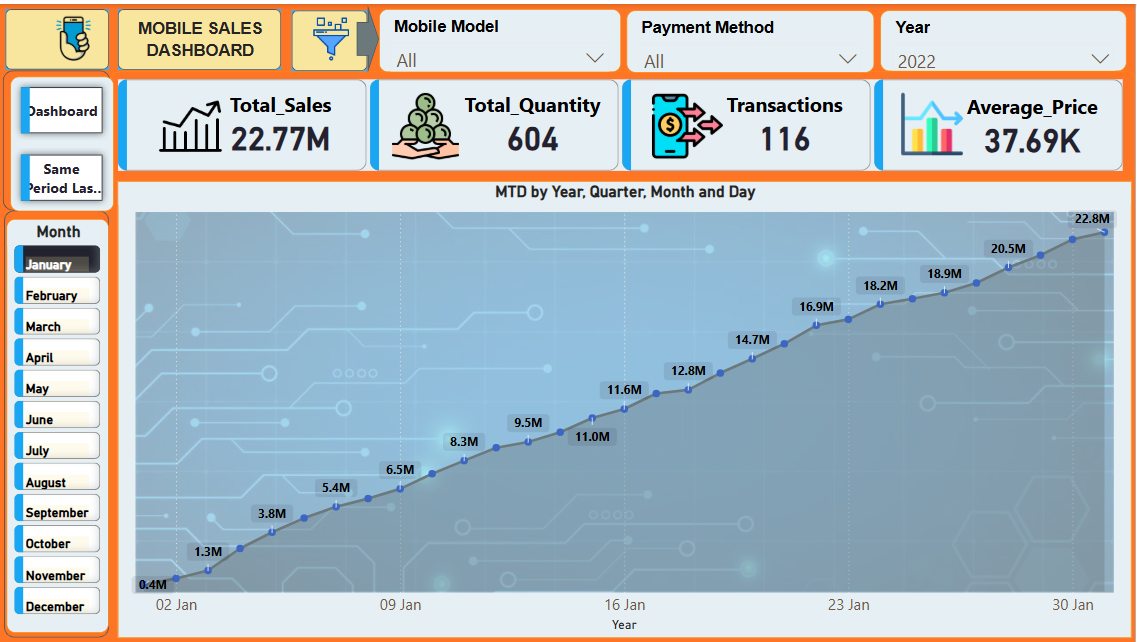 MOBILE SALES
DASHBOARD
Mobile Model
All
Payment Method
All
Year
2022
Dashboard
Same
Period Las..
Total_Sales
22.77M
Total_Quantity
604
Transactions
116
Average_Price
37.69K
Month
January
February
March
April
May
June
July
August
September
October
November
December
MTD by Year, Quarter, Month and Day
0.4M
1.3M
3.8M
5.4M
6.5M
8.3M
9.5M
11.0M
11.6M
12.8M
14.7M
16.9M
18.2M
18.9M
20.5M
22.8M
02 Jan
09 Jan
16 Jan
23 Jan
30 Jan
Year